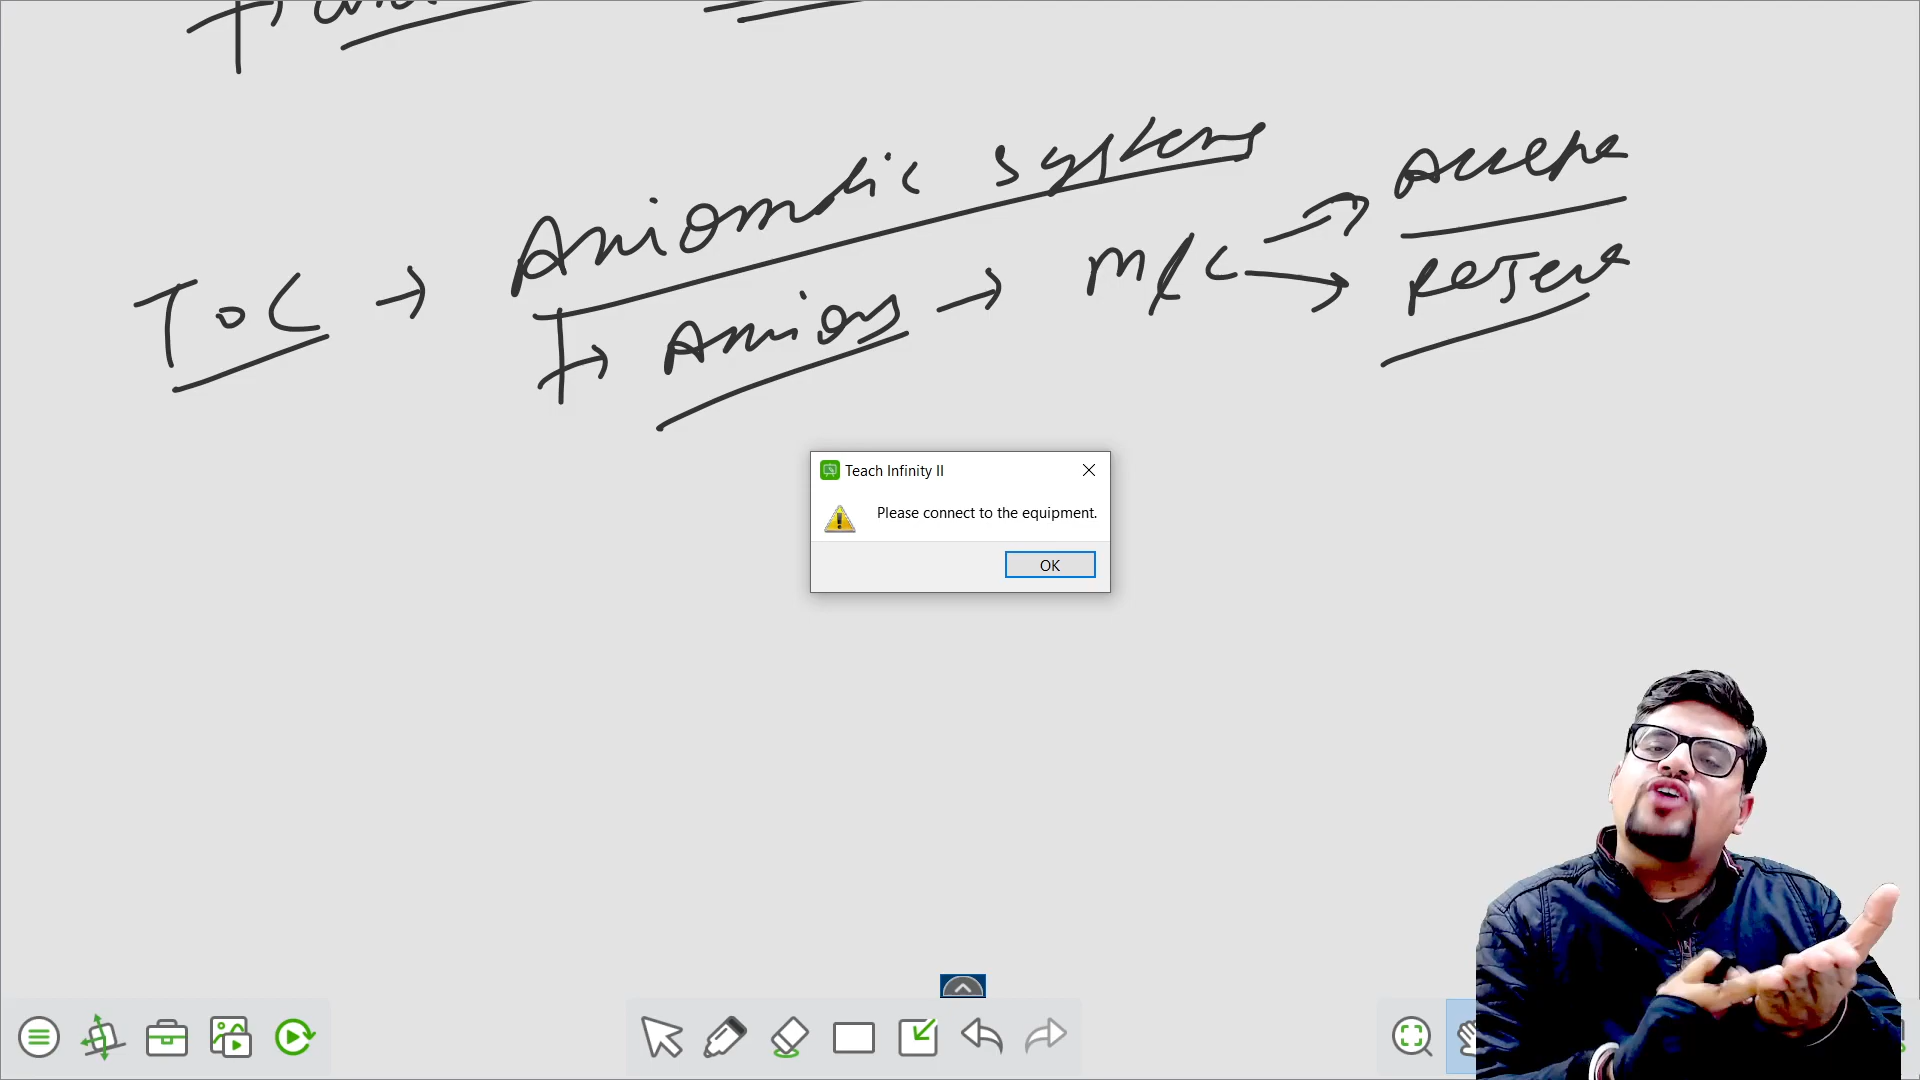 ToC → Axiomatic systems
↳ Axioms → M/C → Accept
→ Reject
Teach Infinity II
Please connect to the equipment.
OK